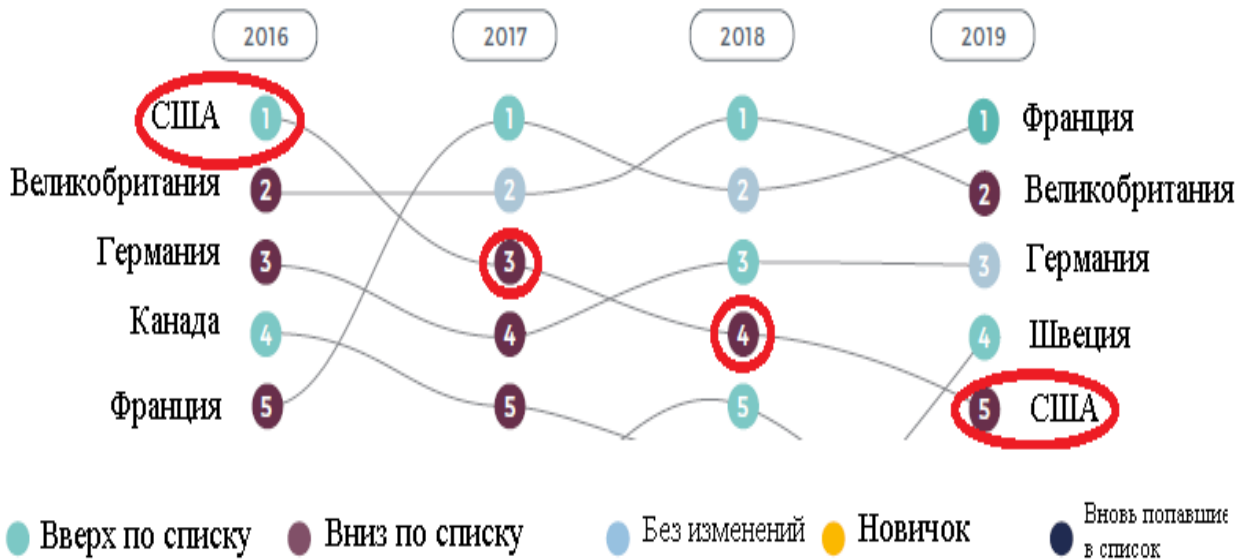 2016 2017 2018 2019
США 1 1 1 1 Франция
Великобритания 2 2 2 2 Великобритания
Германия 3 3 3 3 Германия
Канада 4 4 4 4 Швеция
Франция 5 5 5 5 США
Вверх по списку Вниз по списку Без изменений Новичок Вновь попавшие
в список